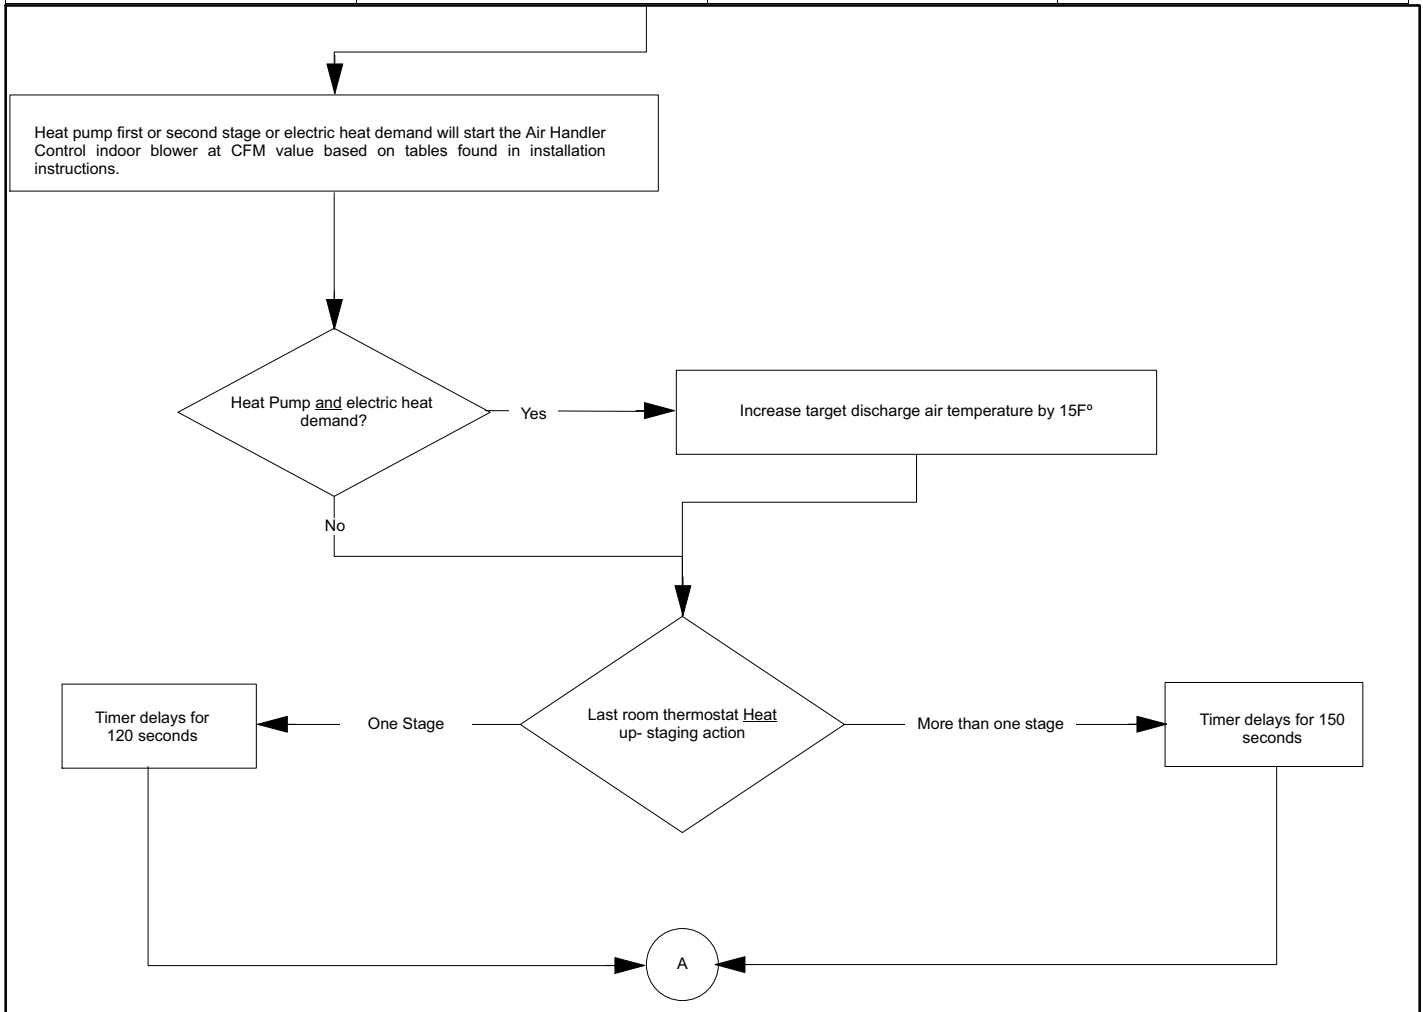 Heat pump first or second stage or electric heat demand will start the Air Handler
Control indoor blower at CFM value based on tables found in installation
instructions.
Heat Pump and electric heat
demand?
Yes
Increase target discharge air temperature by 15Fº
No
Timer delays for
120 seconds
One Stage
Last room thermostat Heat
up- staging action
More than one stage
Timer delays for 150
seconds
A